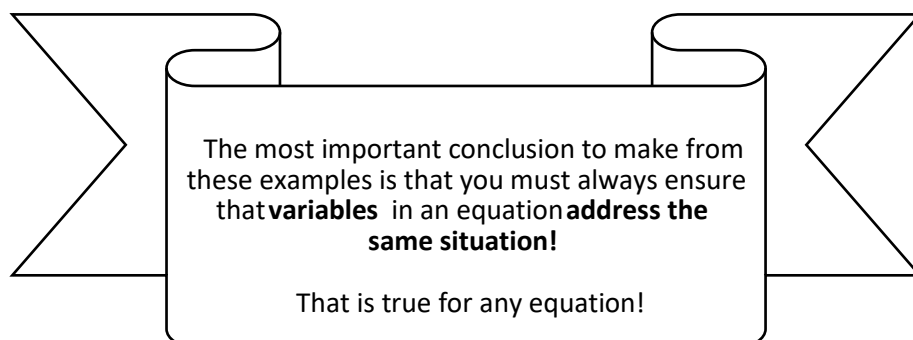 The most important conclusion to make from
these examples is that you must always ensure
that variables in an equation address the
same situation!
That is true for any equation!